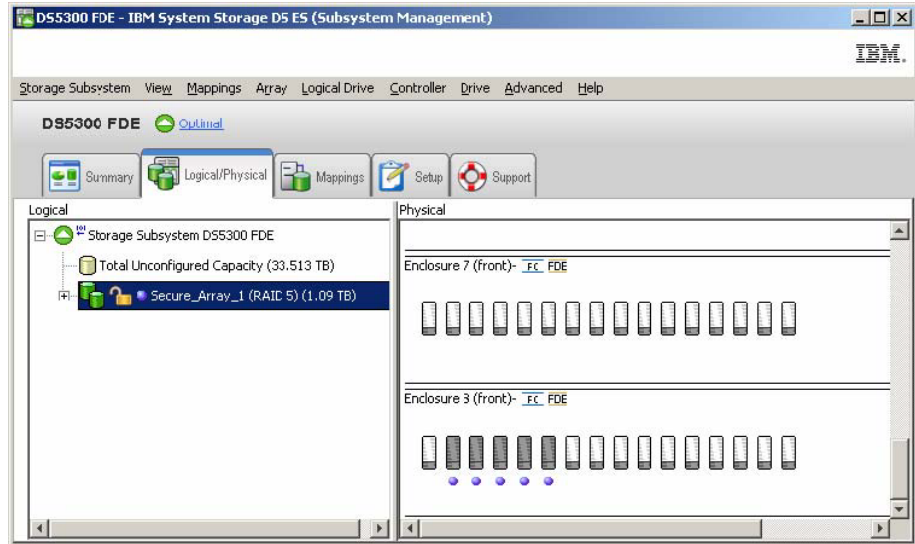 DS5300 FDE - IBM System Storage DS ES (Subsystem Management)
IBM.
Storage Subsystem View Mappings Array Logical Drive Controller Drive Advanced Help
DS5300 FDE Optimal
Summary Logical/Physical Mappings Setup Support
Logical
Storage Subsystem DS5300 FDE
Total Unconfigured Capacity (33.513 TB)
Secure_Array_1 (RAID 5) (1.09 TB)
Physical
Enclosure 7 (front)- FC FDE
Enclosure 3 (front)- FC FDE